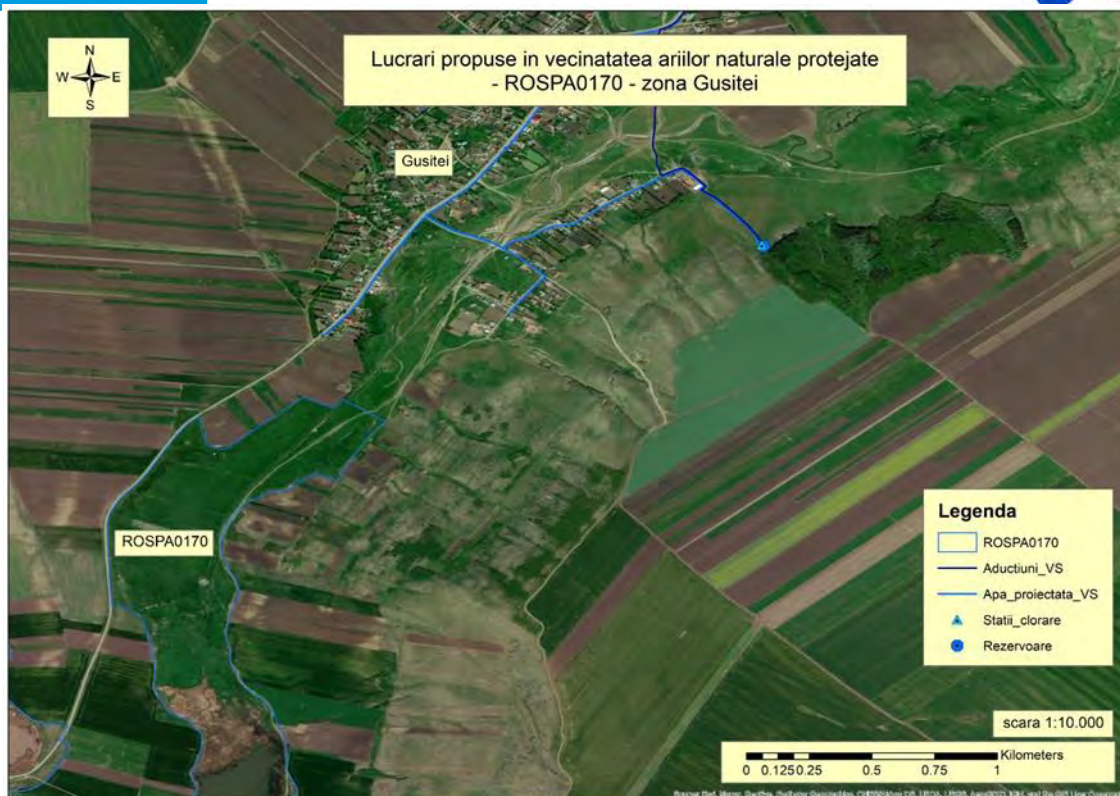 Lucrari propuse in vecinatatea ariilor naturale protejate
- ROSPA0170 - zona Gusitei
N
W E
S
Gusitei
ROSPA0170
Legenda
ROSPA0170
Aductiuni_VS
Apa_proiectata_VS
Statii_clorare
Rezervoare
scara 1:10.000
Kilometers
0 0.125 0.25 0.5 0.75 1